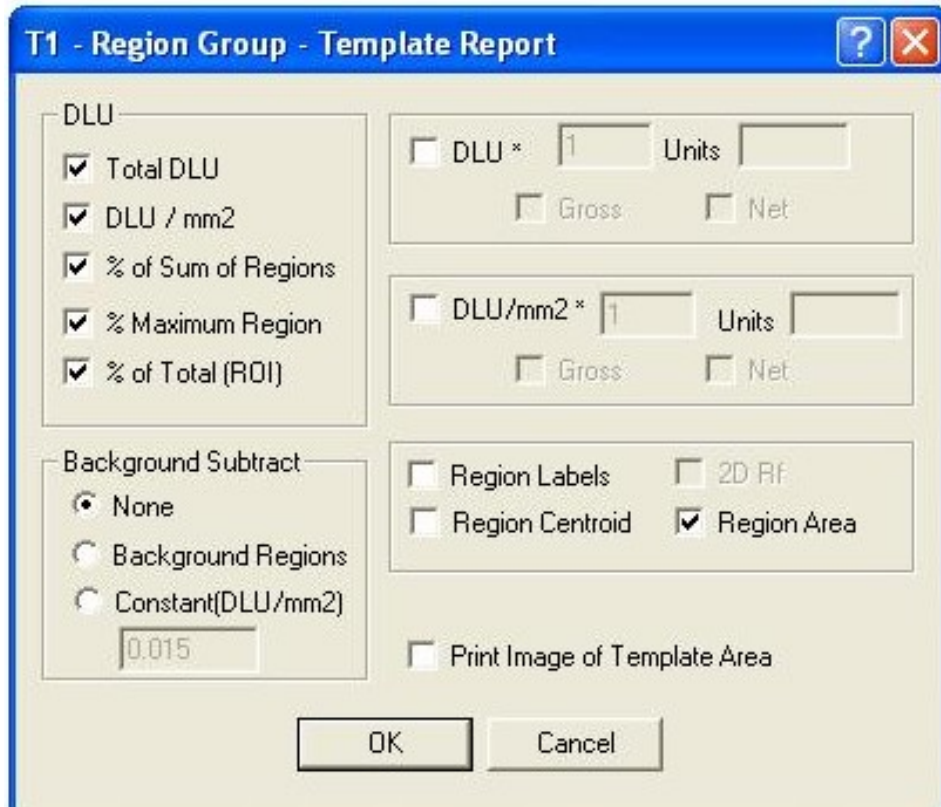 T1 - Region Group - Template Report
DLU
Total DLU
DLU / mm2
% of Sum of Regions
% Maximum Region
% of Total (ROI)
Background Subtract
None
Background Regions
Constant(DLU/mm2)
0.015
DLU * 1 Units
Gross Net
DLU/mm2 * 1 Units
Gross Net
Region Labels 2D Rf
Region Centroid Region Area
Print Image of Template Area
OK Cancel